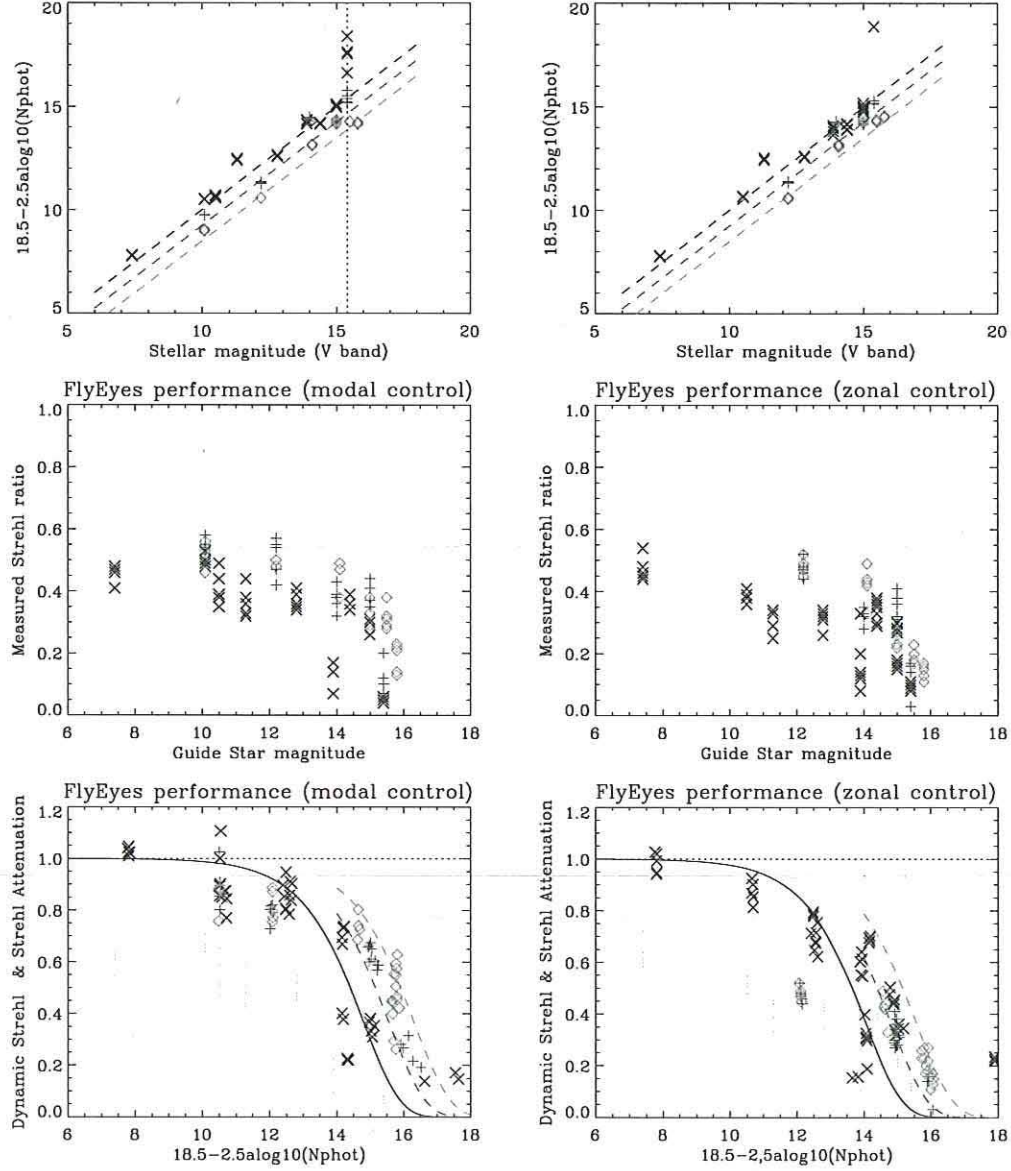 20
15
10
5
18.5−2.5alog10(Nphot)
5 10 15 20
Stellar magnitude (V band)
20
15
10
5
18.5−2.5alog10(Nphot)
5 10 15 20
Stellar magnitude (V band)
FlyEyes performance (modal control)
1.0
0.8
0.6
0.4
0.2
0.0
Measured Strehl ratio
6 8 10 12 14 16 18
Guide Star magnitude
FlyEyes performance (zonal control)
1.0
0.8
0.6
0.4
0.2
0.0
Measured Strehl ratio
6 8 10 12 14 16 18
Guide Star magnitude
FlyEyes performance (modal control)
1.0
0.8
0.6
0.4
0.2
0.0
Dynamic Strehl & Strehl Attenuation
6 8 10 12 14 16 18
18.5−2.5alog10(Nphot)
FlyEyes performance (zonal control)
1.0
0.8
0.6
0.4
0.2
0.0
Dynamic Strehl & Strehl Attenuation
6 8 10 12 14 16 18
18.5−2,5alog10(Nphot)